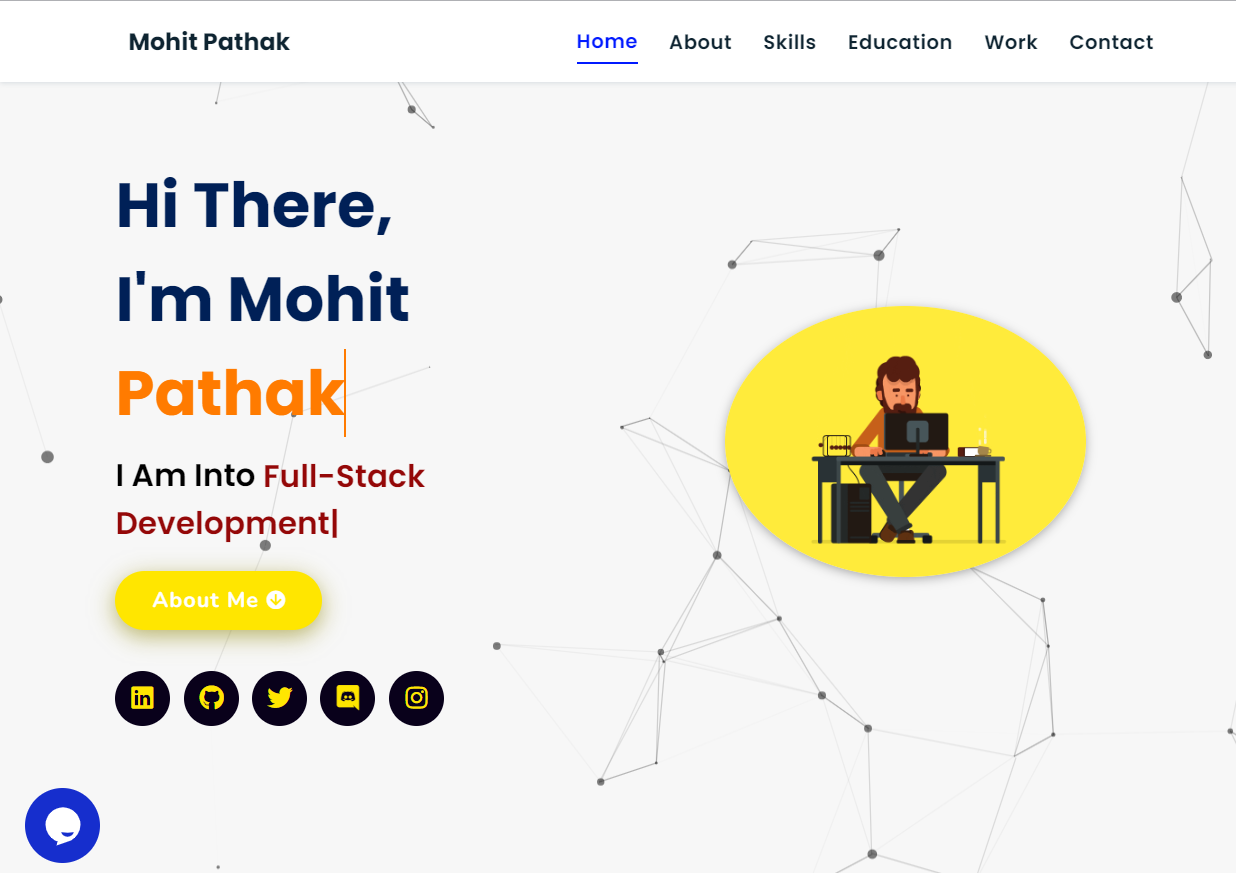 Mohit Pathak
Home About Skills Education Work Contact
Hi There,
I'm Mohit
Pathak
I Am Into Full-Stack
Development|
About Me